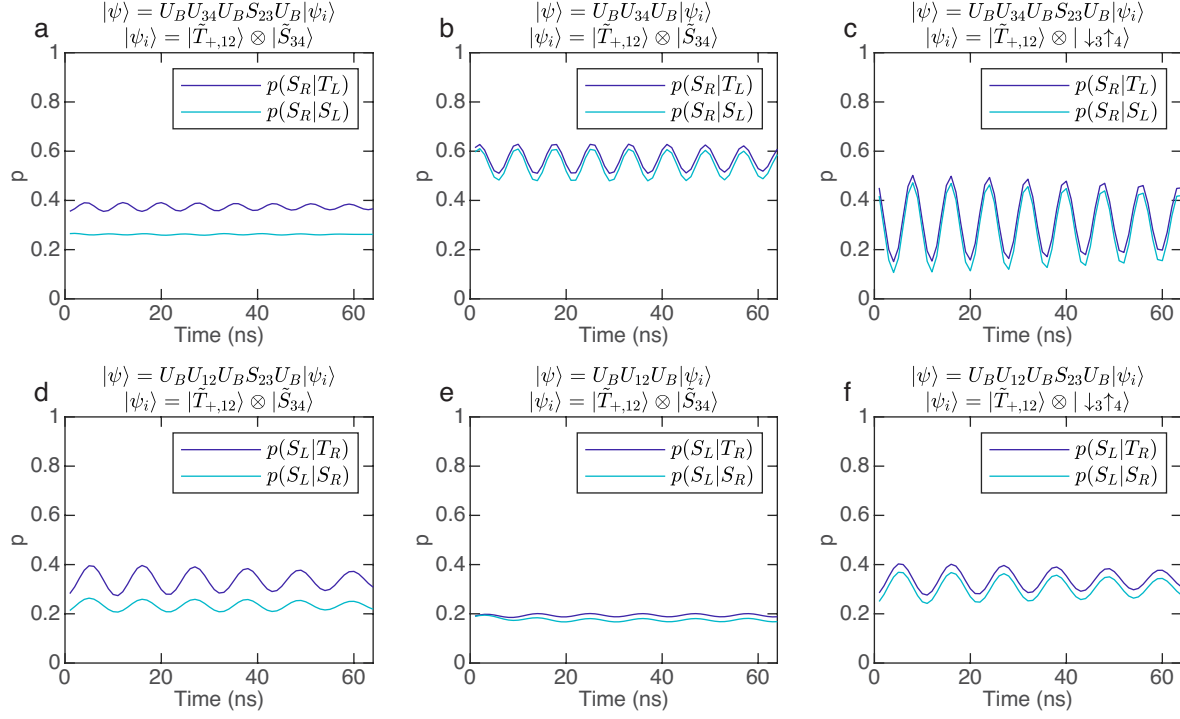 a
|ψ⟩ = U_B U_34 U_B S_23 U_B|ψ_i⟩
|ψ_i⟩ = |T̃_+,12⟩ ⊗ |S̃_34⟩
1
0.8
0.6
0.4
0.2
0
p
p(S_R|T_L)
p(S_R|S_L)
0 20 40 60
Time (ns)
b
|ψ⟩ = U_B U_34 U_B|ψ_i⟩
|ψ_i⟩ = |T̃_+,12⟩ ⊗ |S̃_34⟩
1
0.8
0.6
0.4
0.2
0
p
p(S_R|T_L)
p(S_R|S_L)
0 20 40 60
Time (ns)
c
|ψ⟩ = U_B U_34 U_B S_23 U_B|ψ_i⟩
|ψ_i⟩ = |T̃_+,12⟩ ⊗ | ↓_3↑_4⟩
1
0.8
0.6
0.4
0.2
0
p
p(S_R|T_L)
p(S_R|S_L)
0 20 40 60
Time (ns)
d
|ψ⟩ = U_B U_12 U_B S_23 U_B|ψ_i⟩
|ψ_i⟩ = |T̃_+,12⟩ ⊗ |S̃_34⟩
1
0.8
0.6
0.4
0.2
0
p
p(S_L|T_R)
p(S_L|S_R)
0 20 40 60
Time (ns)
e
|ψ⟩ = U_B U_12 U_B|ψ_i⟩
|ψ_i⟩ = |T̃_+,12⟩ ⊗ |S̃_34⟩
1
0.8
0.6
0.4
0.2
0
p
p(S_L|T_R)
p(S_L|S_R)
0 20 40 60
Time (ns)
f
|ψ⟩ = U_B U_12 U_B S_23 U_B|ψ_i⟩
|ψ_i⟩ = |T̃_+,12⟩ ⊗ | ↓_3↑_4⟩
1
0.8
0.6
0.4
0.2
0
p
p(S_L|T_R)
p(S_L|S_R)
0 20 40 60
Time (ns)